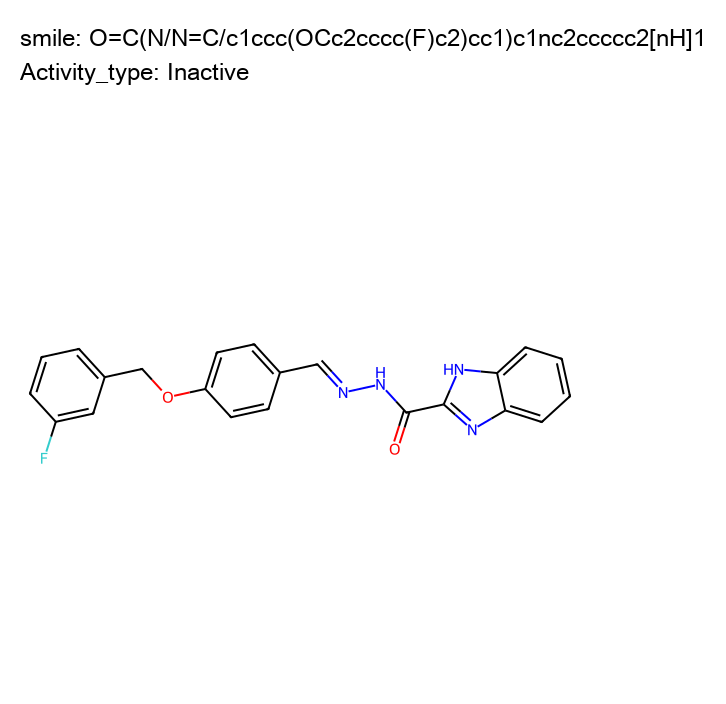 smile: O=C(N/N=C/c1ccc(OCc2cccc(F)c2)cc1)c1nc2ccccc2[nH]1
Activity_type: Inactive
F
O
N
H
N
O
HN
N